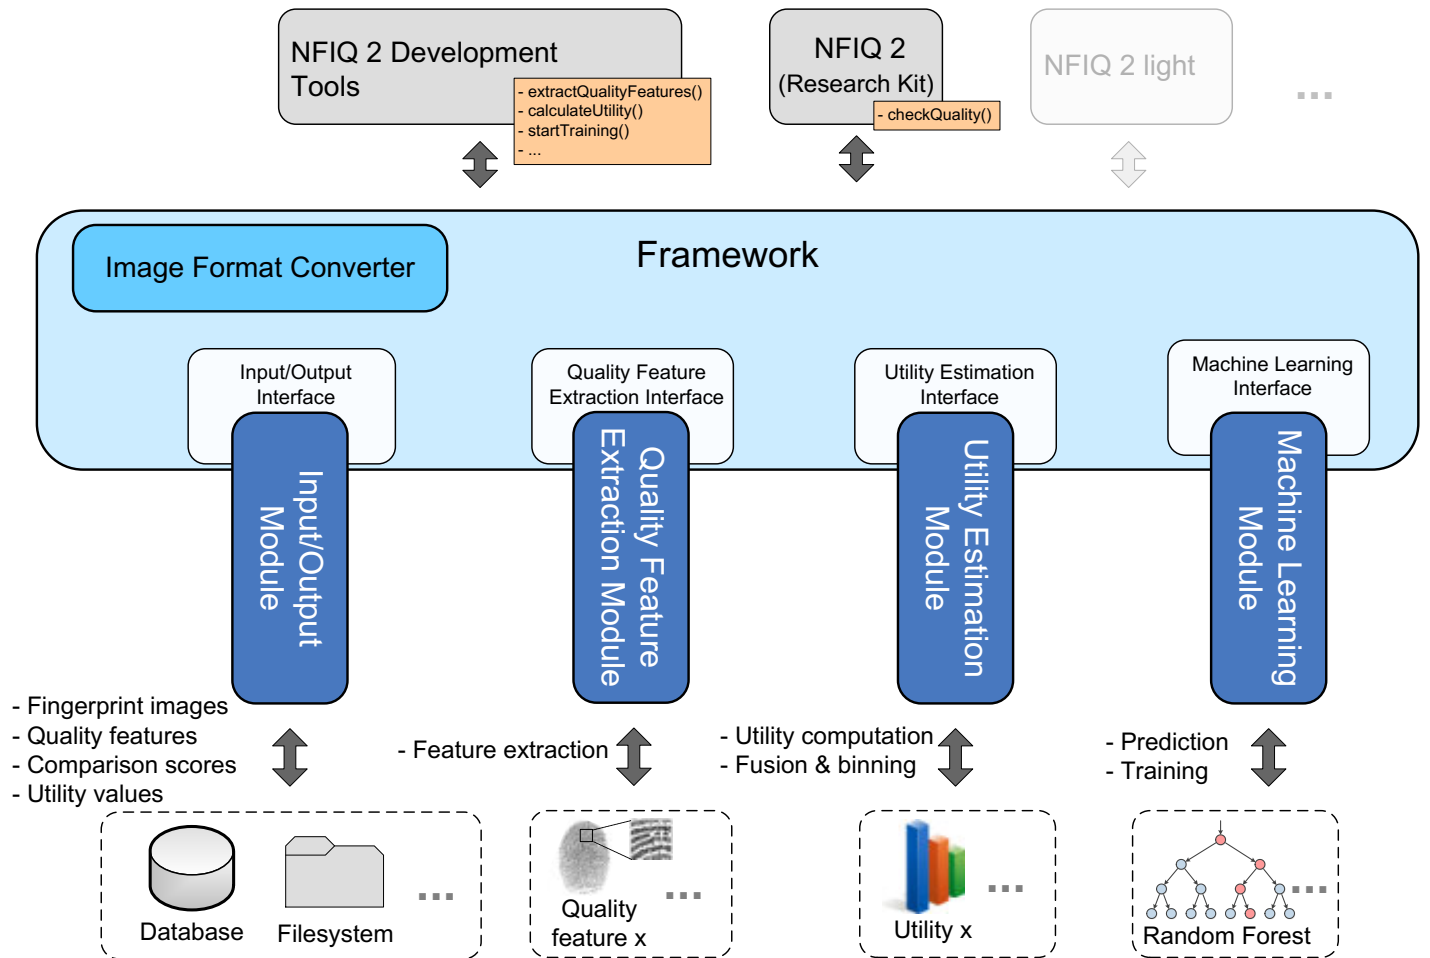 NFIQ 2 Development
Tools
- extractQualityFeatures()
- calculateUtility()
- startTraining()
- ...
NFIQ 2
(Research Kit)
- checkQuality()
NFIQ 2 light
...
Image Format Converter
Framework
Input/Output
Interface
Quality Feature
Extraction Interface
Utility Estimation
Interface
Machine Learning
Interface
Input/Output
Module
Quality Feature
Extraction Module
Utility Estimation
Module
Machine Learning
Module
- Fingerprint images
- Quality features
- Comparison scores
- Utility values
- Feature extraction
- Utility computation
- Fusion & binning
- Prediction
- Training
Database
Filesystem
...
Quality
feature x
...
Utility x
...
Random Forest
...